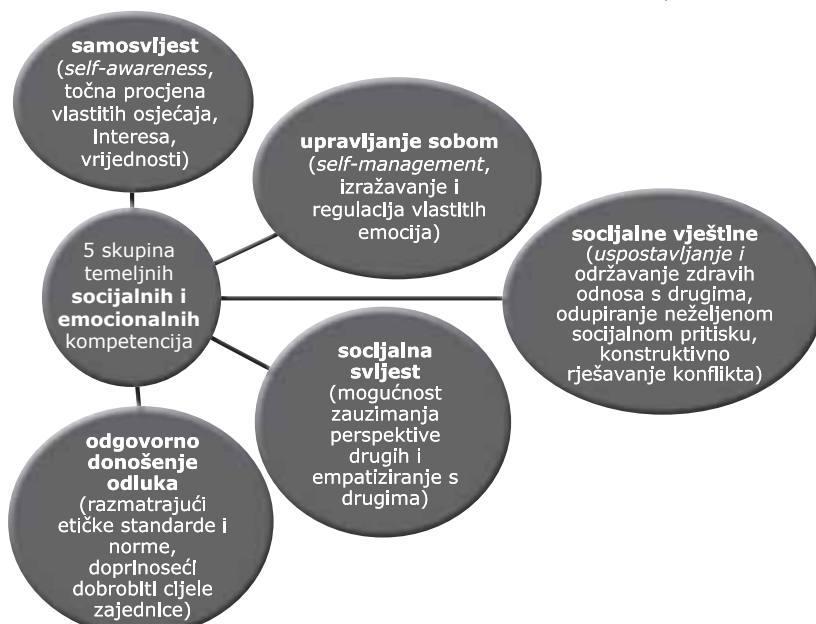 samosvijest
(self-awareness,
točna procjena
vlastitih osjećaja,
Interesa,
vrijednosti)
upravljanje sobom
(self-management,
izražavanje i
regulacija vlastitih
emocija)
socijalne vještine
(uspostavljanje i
održavanje zdravih
odnosa s drugima,
odupiranje neželjenom
socijalnom pritisku,
konstruktivno
rješavanje konflikta)
5 skupina
temeljnih
socijalnih i
emocionalnih
kompetencija
socijalna
svijest
(mogućnost
zauzimanja
perspektive
drugih i
empatiziranje s
drugima)
odgovorno
donošenje
odluka
(razmatrajući
etičke standarde i
norme,
doprinoseći
dobrobiti cijele
zajednice)